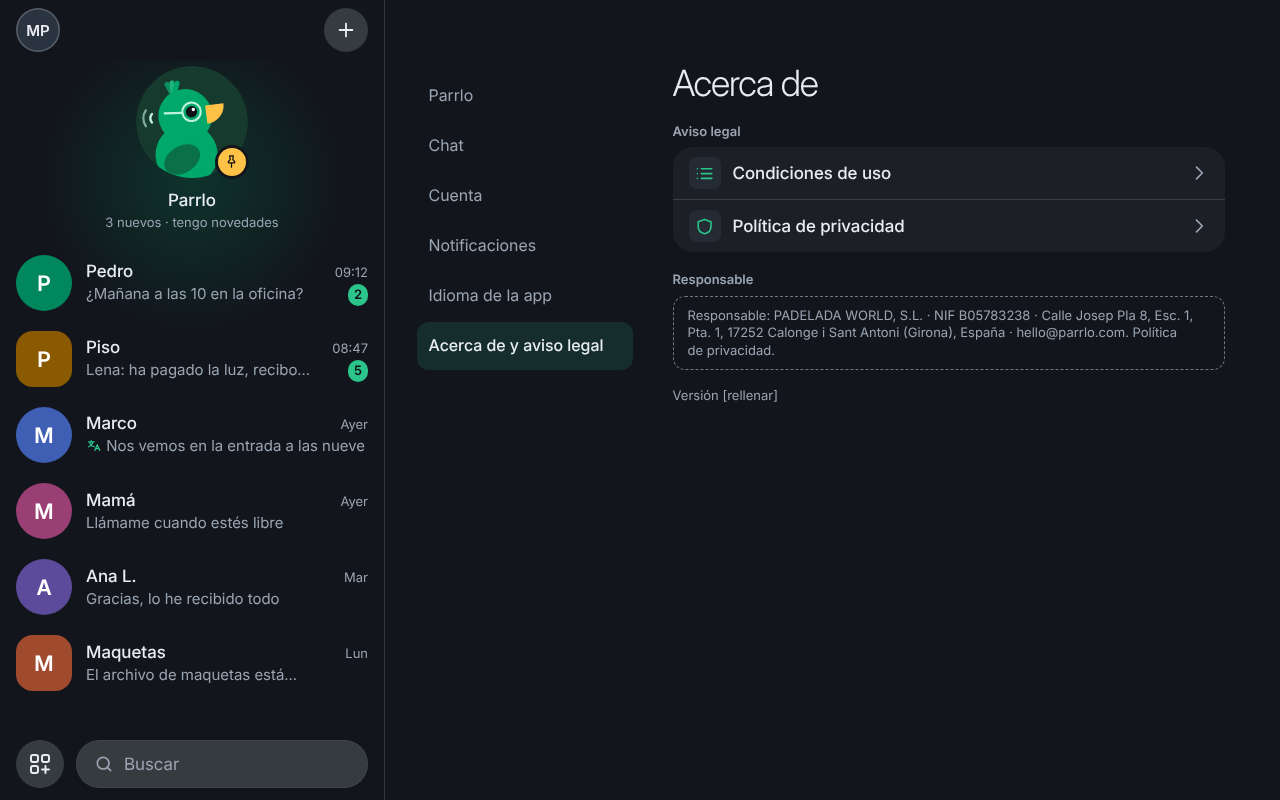 MP
Parrlo
3 nuevos · tengo novedades
P
Pedro
09:12
¿Mañana a las 10 en la oficina?
2
P
Piso
08:47
Lena: ha pagado la luz, recibo...
5
M
Marco
Ayer
Nos vemos en la entrada a las nueve
M
Mamá
Ayer
Llámame cuando estés libre
A
Ana L.
Mar
Gracias, lo he recibido todo
M
Maquetas
Lun
El archivo de maquetas está...
Buscar
Parrlo
Chat
Cuenta
Notificaciones
Idioma de la app
Acerca de y aviso legal
Acerca de
Aviso legal
Condiciones de uso
Política de privacidad
Responsable
Responsable: PADELADA WORLD, S.L. · NIF B05783238 · Calle Josep Pla 8, Esc. 1,
Pta. 1, 17252 Calonge i Sant Antoni (Girona), España · hello@parrlo.com. Política
de privacidad.
Versión [rellenar]